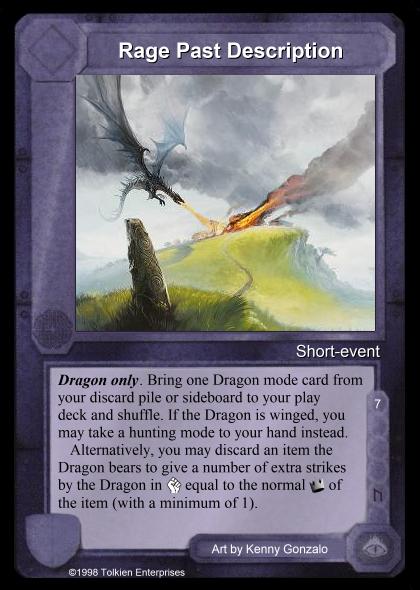 Rage Past Description
Short-event
Dragon only. Bring one Dragon mode card from
your discard pile or sideboard to your play
deck and shuffle. If the Dragon is winged, you
may take a hunting mode to your hand instead.
Alternatively, you may discard an item the
Dragon bears to give a number of extra strikes
by the Dragon in equal to the normal of
the item (with a minimum of 1).
7
Art by Kenny Gonzalo
©1998 Tolkien Enterprises